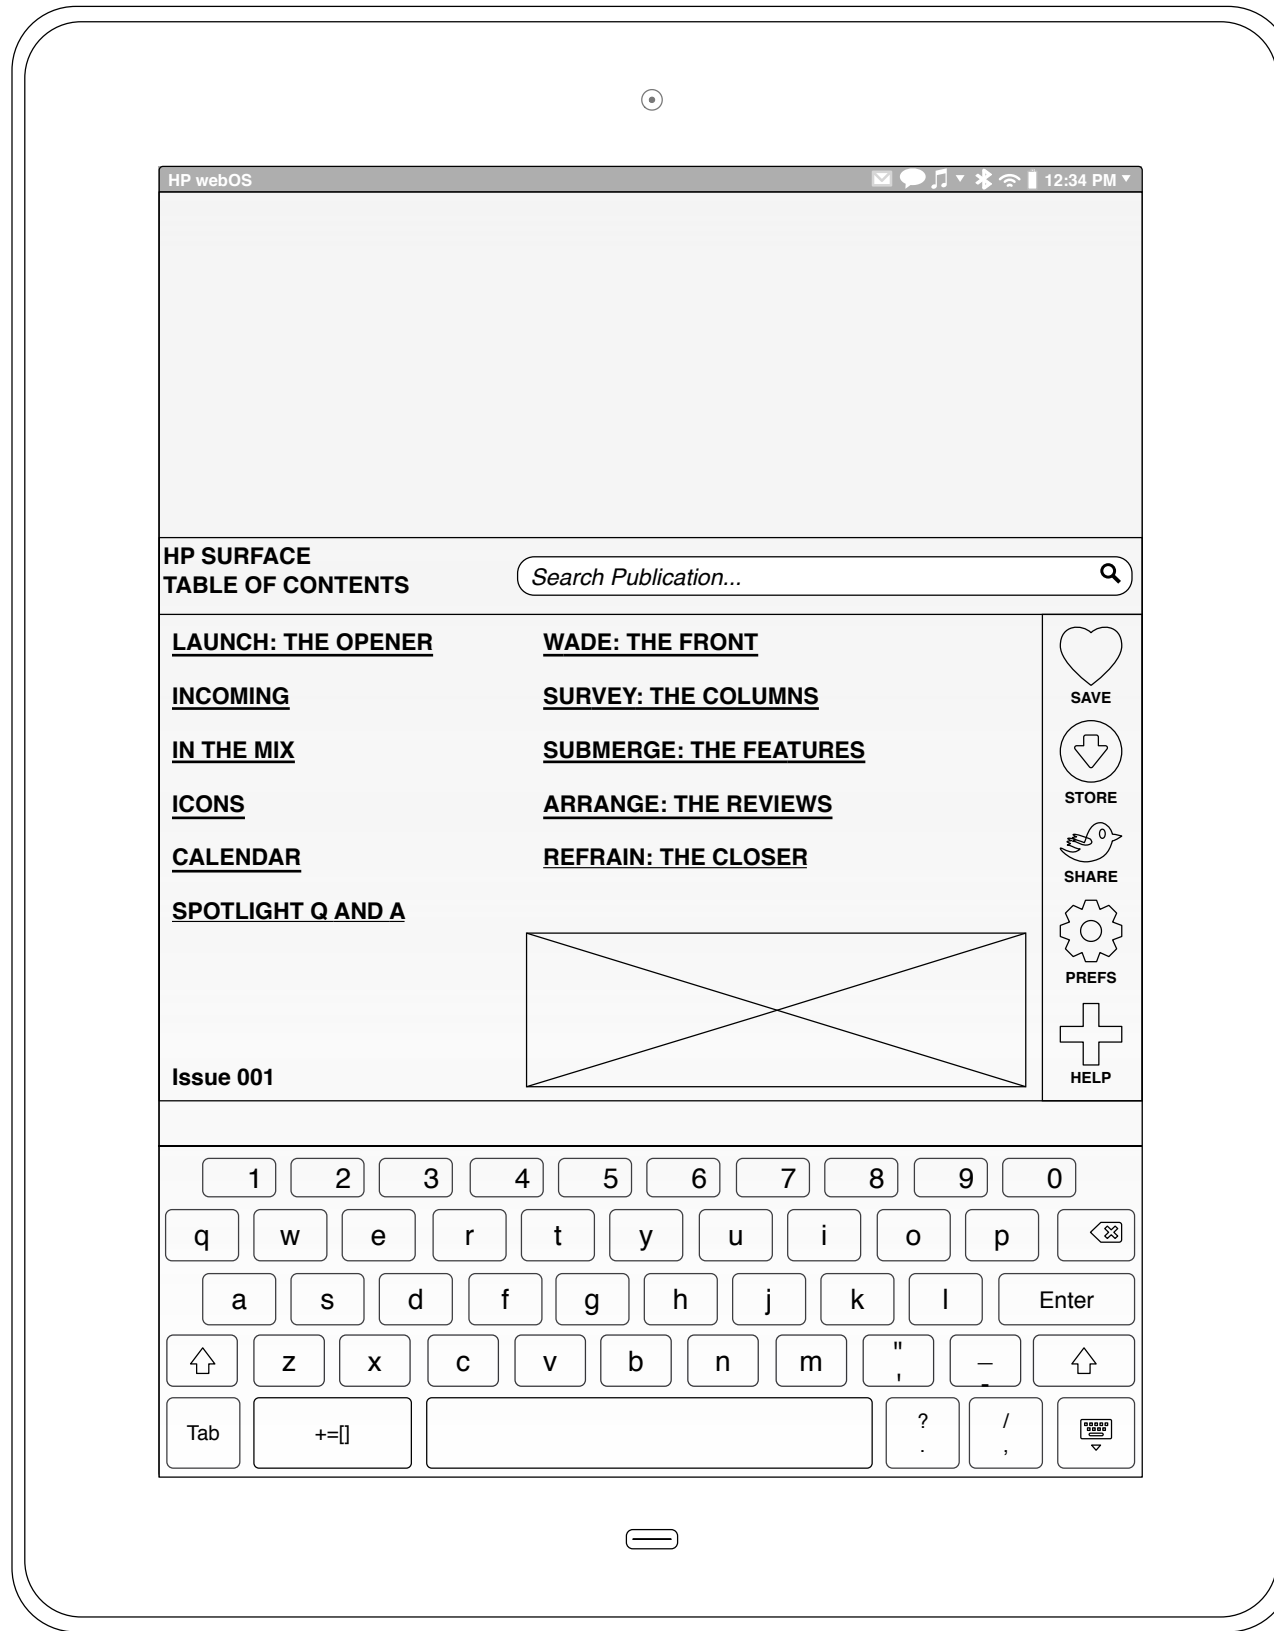 HP webOS 12:34 PM
HP SURFACE
TABLE OF CONTENTS
Search Publication...
LAUNCH: THE OPENER
INCOMING
IN THE MIX
ICONS
CALENDAR
SPOTLIGHT Q AND A
WADE: THE FRONT
SURVEY: THE COLUMNS
SUBMERGE: THE FEATURES
ARRANGE: THE REVIEWS
REFRAIN: THE CLOSER
Issue 001
SAVE
STORE
SHARE
PREFS
HELP
1 2 3 4 5 6 7 8 9 0
q w e r t y u i o p
a s d f g h j k l Enter
z x c v b n m " ' _ -
Tab +=[] ? . / ,